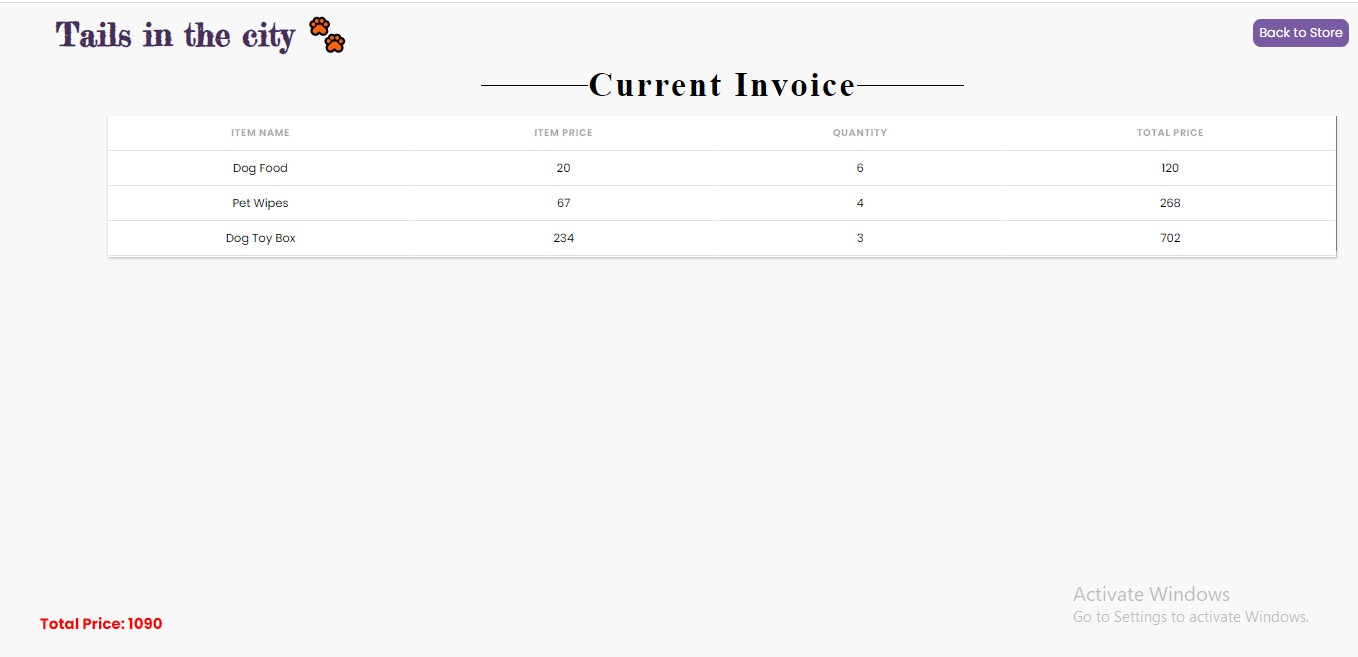 Tails in the city
Back to Store
Current Invoice
ITEM NAME ITEM PRICE QUANTITY TOTAL PRICE
Dog Food 20 6 120
Pet Wipes 67 4 268
Dog Toy Box 234 3 702
Activate Windows
Go to Settings to activate Windows.
Total Price: 1090